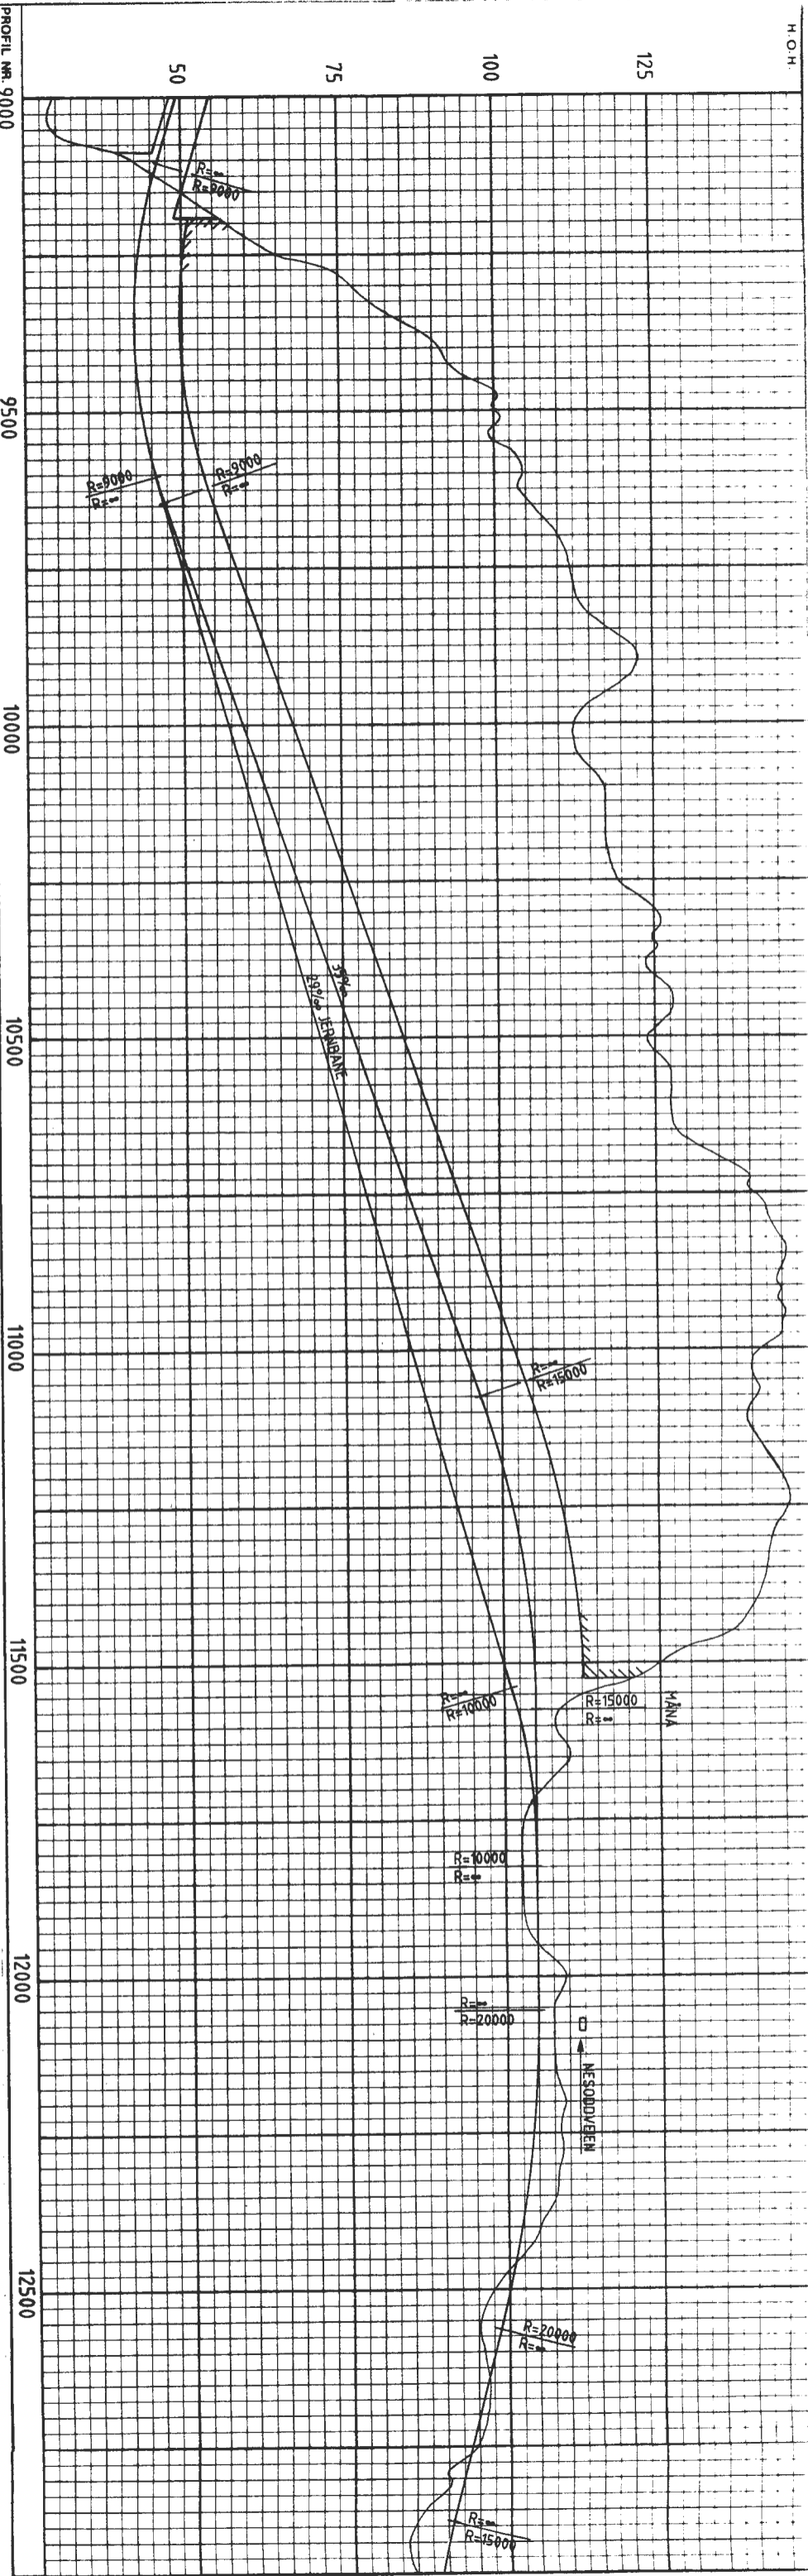 H.O.H.
125
100
75
50
R=∞
R=9000
R=9000
R=∞
R=9000
R=∞
35‰
29‰ JERNBANE
R=∞
R=15000
MÅNA
R=15000
R=∞
R=∞
R=10000
R=10000
R=∞
R=∞
R=20000
NESODDVEIEN
R=20000
R=∞
R=∞
R=15000
PROFIL NR. 9000
9500
10000
10500
11000
11500
12000
12500